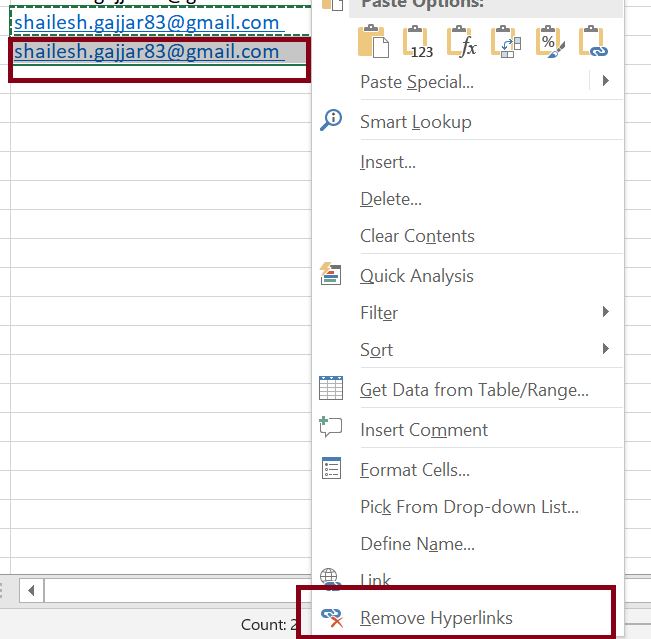 Paste Options:
shailesh.gajjar83@gmail.com
shailesh.gajjar83@gmail.com
123
fx
%
Paste Special...
Smart Lookup
Insert...
Delete...
Clear Contents
Quick Analysis
Filter
Sort
Get Data from Table/Range...
Insert Comment
Format Cells...
Pick From Drop-down List...
Define Name...
Link
Remove Hyperlinks
Count: 2